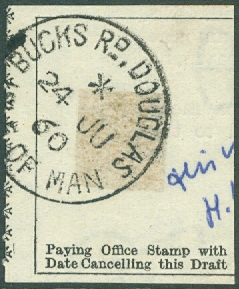 BUCKS RD. DOUGLAS
24 JU
60
OF MAN
H.
Paying Office Stamp with
Date Cancelling this Draft